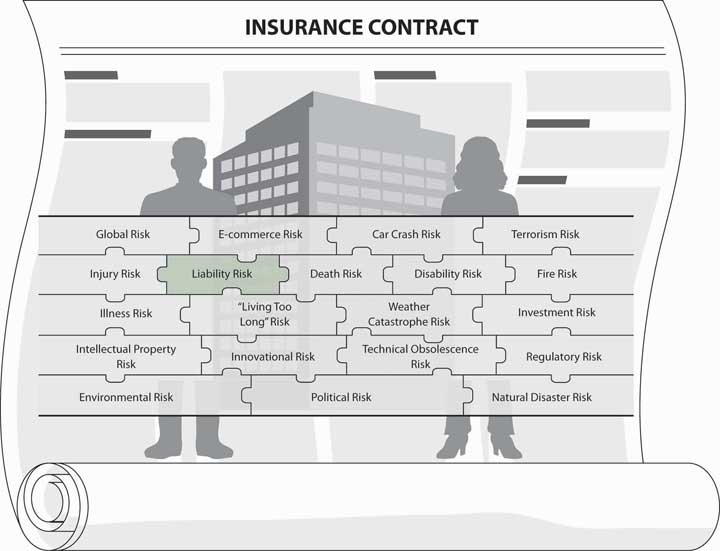 INSURANCE CONTRACT
Global Risk
E-commerce Risk
Car Crash Risk
Terrorism Risk
Injury Risk
Liability Risk
Death Risk
Disability Risk
Fire Risk
Illness Risk
“Living Too
Long” Risk
Weather
Catastrophe Risk
Investment Risk
Intellectual Property
Risk
Innovational Risk
Technical Obsolescence
Risk
Regulatory Risk
Environmental Risk
Political Risk
Natural Disaster Risk